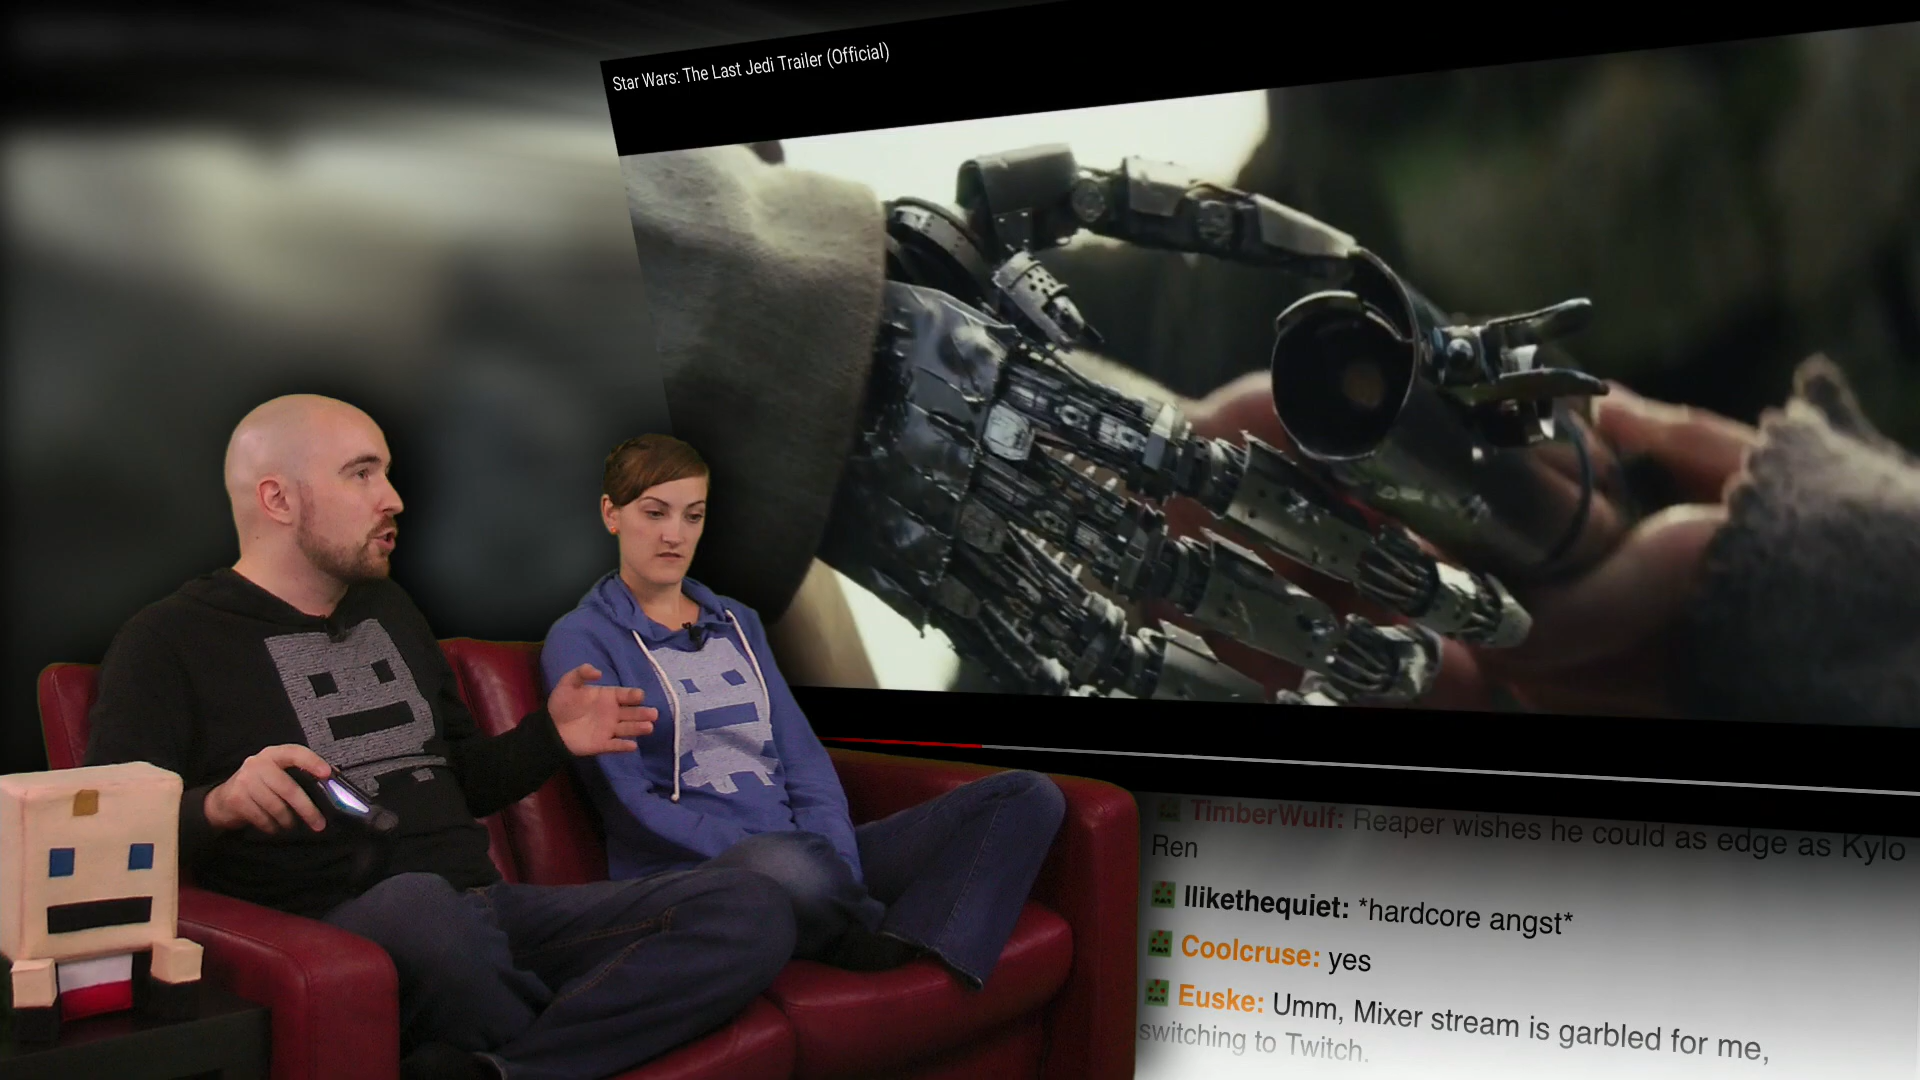 Star Wars: The Last Jedi Trailer (Official)
TimberWulf: Reaper wishes he could as edge as Kylo
Ren
Ilikethequiet: *hardcore angst*
Coolcruse: yes
Euske: Umm, Mixer stream is garbled for me,
switching to Twitch.